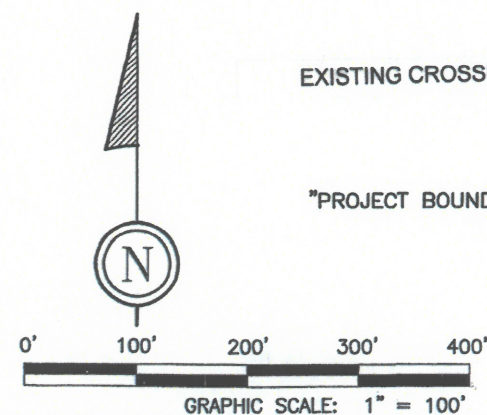 EXISTING CROSS
"PROJECT BOUND
N
0' 100' 200' 300' 400'
GRAPHIC SCALE: 1" = 100'